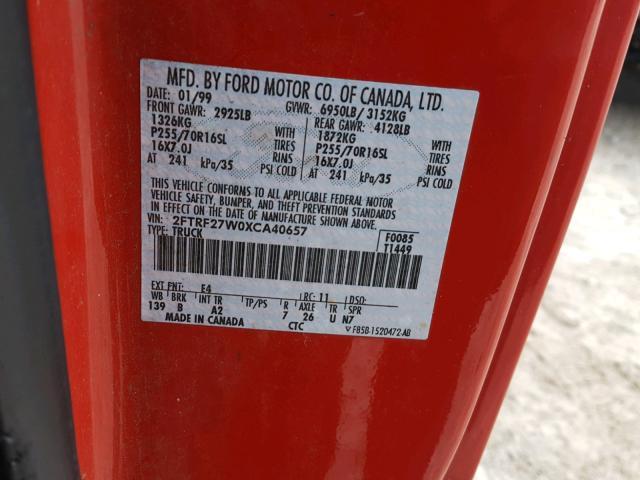 MFD. BY FORD MOTOR CO. OF CANADA, LTD.
DATE: 01/99 GVWR: 6950LB/ 3152KG
FRONT GAWR: 2925LB REAR GAWR: 4128LB
1326KG WITH 1872KG WITH
P255/70R16SL TIRES P255/70R16SL TIRES
16X7.0J RINS 16X7.0J RINS
AT 241 kPa/35 PSI COLD AT 241 kPa/35 PSI COLD
THIS VEHICLE CONFORMS TO ALL APPLICABLE FEDERAL MOTOR
VEHICLE SAFETY, BUMPER, AND THEFT PREVENTION STANDARDS
IN EFFECT ON THE DATE OF MANUFACTURE SHOWN ABOVE.
VIN: 2FTRF27W0XCA40657 F0085
TYPE: TRUCK T1449
EXT PNT: E4 RC: 11 DSO:
WB BRK INT TR TP/PS R AXLE TR SPR
139 B A2 7 26 U N7
MADE IN CANADA CTC F85B-1520472-AB